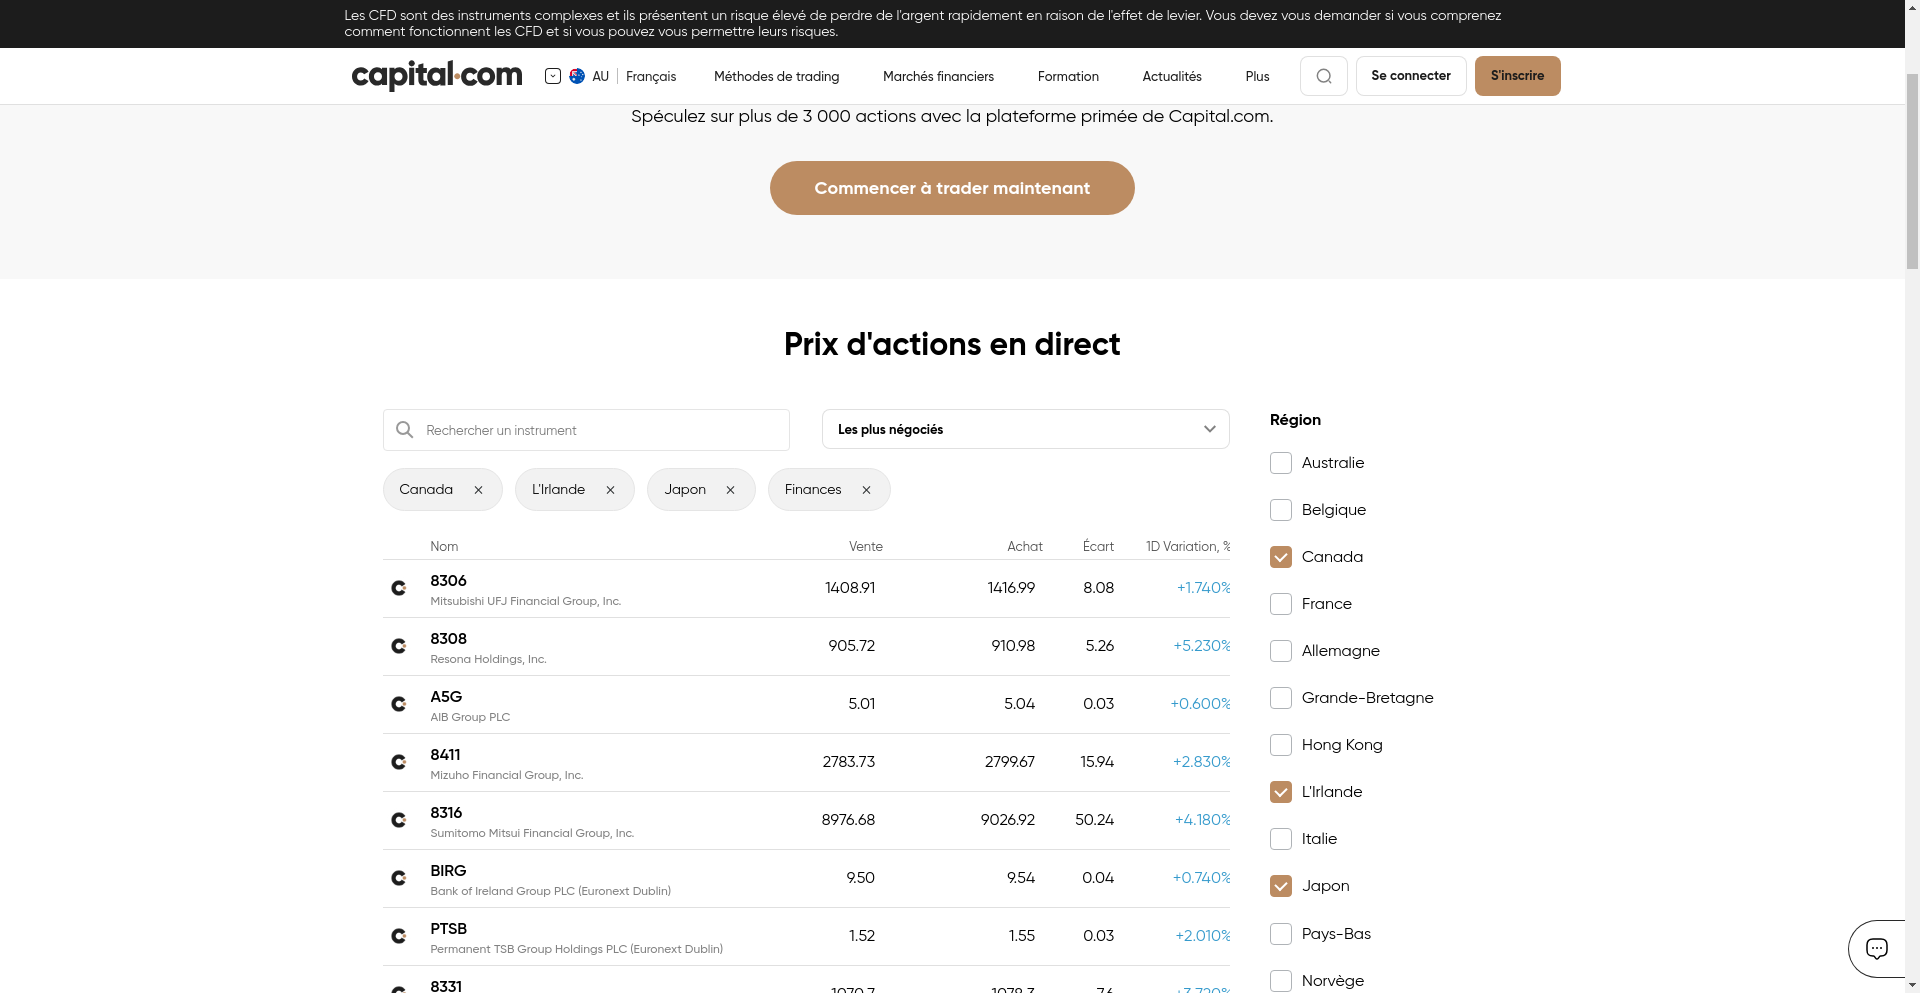 Les CFD sont des instruments complexes et ils présentent un risque élevé de perdre de l'argent rapidement en raison de l'effet de levier. Vous devez vous demander si vous comprenez
comment fonctionnent les CFD et si vous pouvez vous permettre leurs risques.
capital.com AU Français Méthodes de trading Marchés financiers Formation Actualités Plus Se connecter S'inscrire
Spéculez sur plus de 3 000 actions avec la plateforme primée de Capital.com.
Commencer à trader maintenant
Prix d'actions en direct
Rechercher un instrument
Les plus négociés
Canada L'Irlande Japon Finances
Nom Vente Achat Écart 1D Variation, %
8306 1408.91 1416.99 8.08 +1.740%
Mitsubishi UFJ Financial Group, Inc.
8308 905.72 910.98 5.26 +5.230%
Resona Holdings, Inc.
A5G 5.01 5.04 0.03 +0.600%
AIB Group PLC
8411 2783.73 2799.67 15.94 +2.830%
Mizuho Financial Group, Inc.
8316 8976.68 9026.92 50.24 +4.180%
Sumitomo Mitsui Financial Group, Inc.
BIRG 9.50 9.54 0.04 +0.740%
Bank of Ireland Group PLC (Euronext Dublin)
PTSB 1.52 1.55 0.03 +2.010%
Permanent TSB Group Holdings PLC (Euronext Dublin)
8331 1070.7 1078.3 7.6 +3.720%
Région
Australie
Belgique
Canada
France
Allemagne
Grande-Bretagne
Hong Kong
L'Irlande
Italie
Japon
Pays-Bas
Norvège